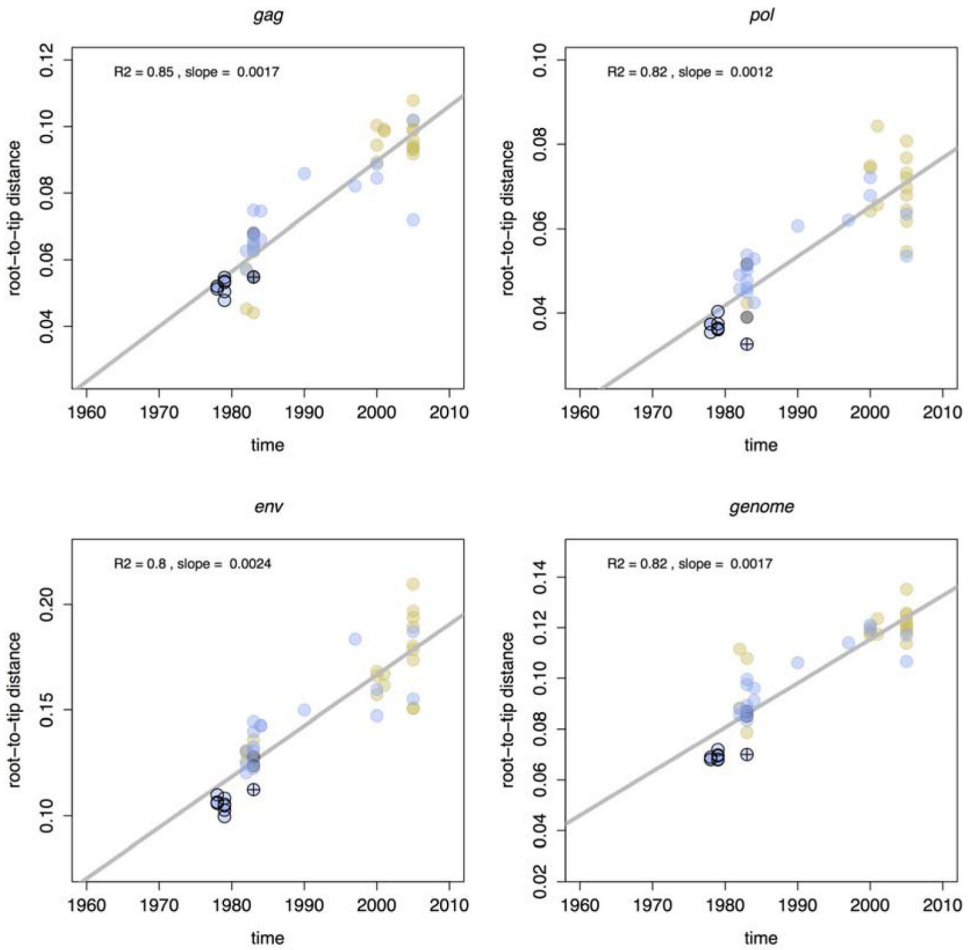 gag
R2 = 0.85 , slope = 0.0017
root−to−tip distance
0.04 0.06 0.08 0.10 0.12
1960 1970 1980 1990 2000 2010
time
pol
R2 = 0.82 , slope = 0.0012
root−to−tip distance
0.04 0.06 0.08 0.10
1960 1970 1980 1990 2000 2010
time
env
R2 = 0.8 , slope = 0.0024
root−to−tip distance
0.10 0.15 0.20
1960 1970 1980 1990 2000 2010
time
genome
R2 = 0.82 , slope = 0.0017
root−to−tip distance
0.02 0.04 0.06 0.08 0.10 0.12 0.14
1960 1970 1980 1990 2000 2010
time